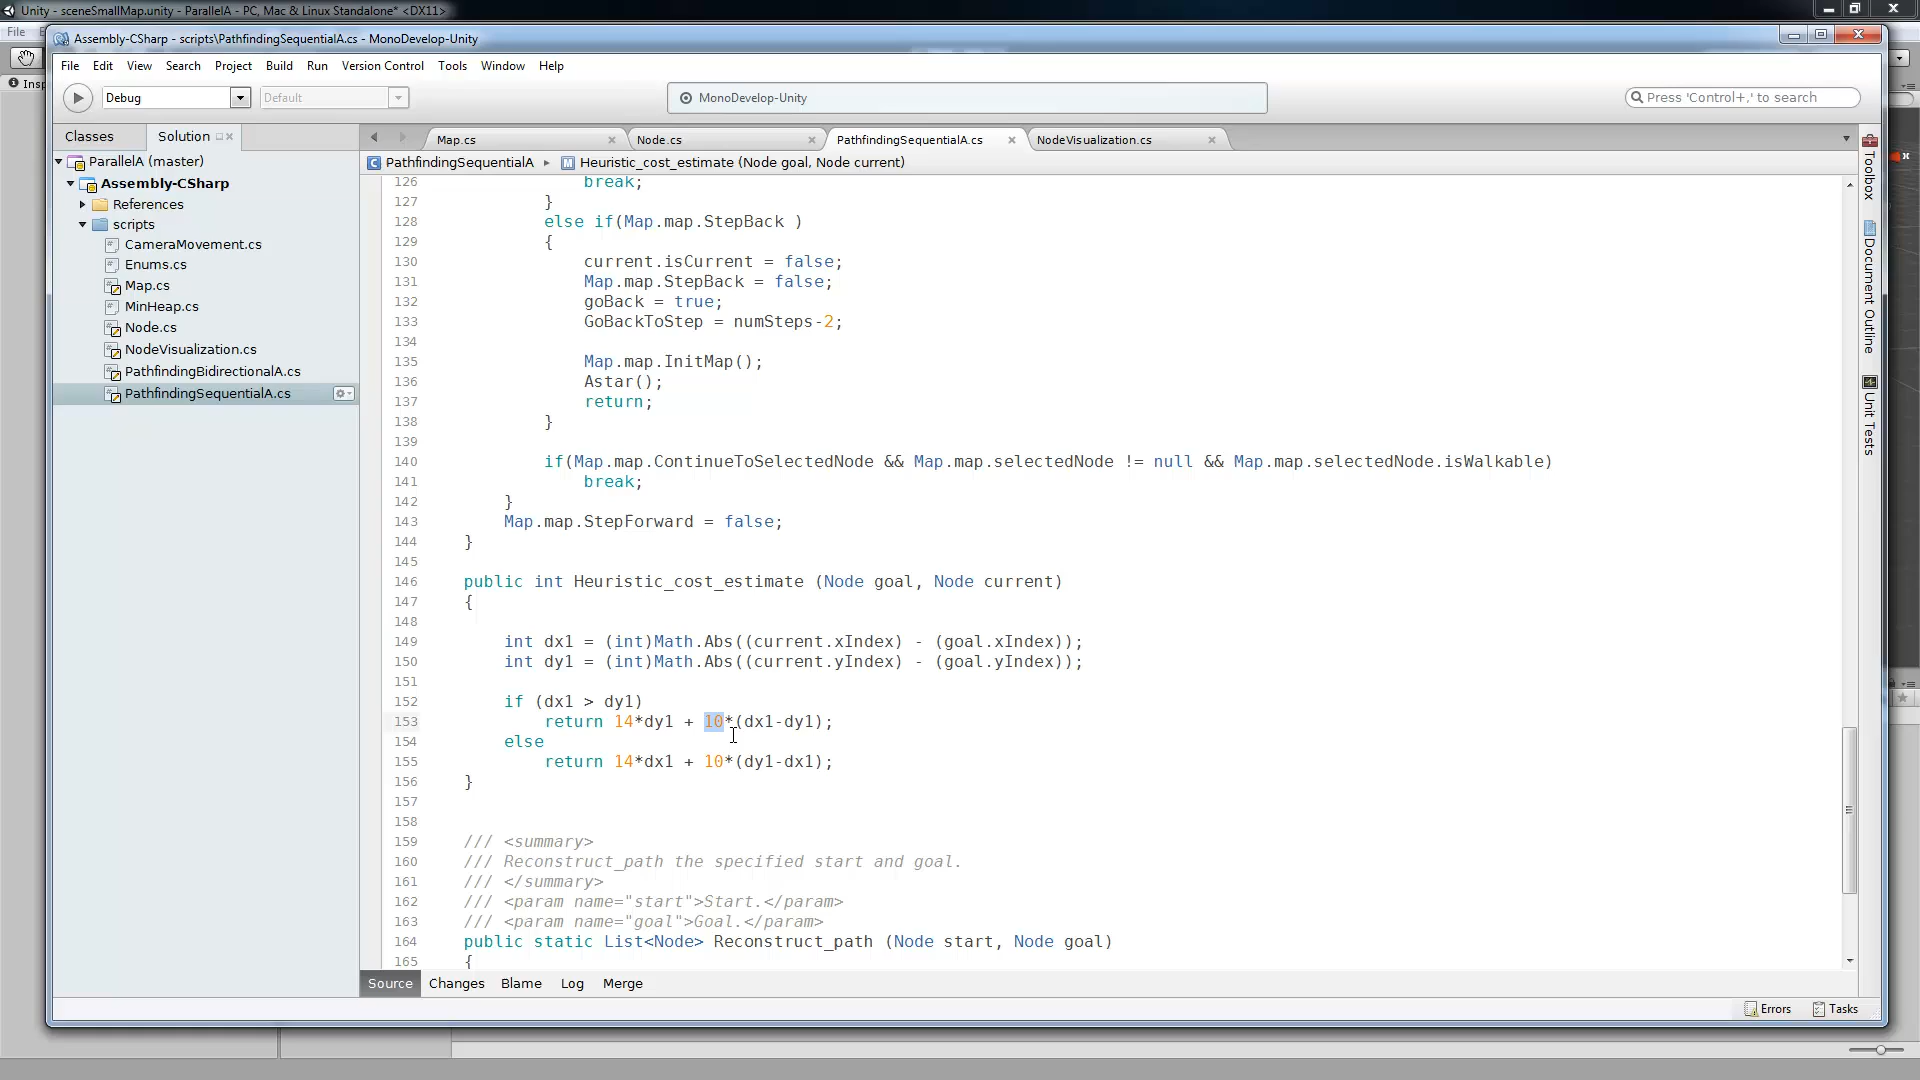 Unity - sceneSmallMap.unity - ParallelA - PC, Mac & Linux Standalone* <DX11>
File
Assembly-CSharp - scripts\PathfindingSequentialA.cs - MonoDevelop-Unity
File Edit View Search Project Build Run Version Control Tools Window Help
Insp
Debug
Default
MonoDevelop-Unity
Press 'Control+,' to search
Classes
Solution
Map.cs
Node.cs
PathfindingSequentialA.cs
NodeVisualization.cs
PathfindingSequentialA
Heuristic_cost_estimate (Node goal, Node current)
ParallelA (master)
Assembly-CSharp
References
scripts
CameraMovement.cs
Enums.cs
Map.cs
MinHeap.cs
Node.cs
NodeVisualization.cs
PathfindingBidirectionalA.cs
PathfindingSequentialA.cs
126 break;
127 }
128 else if(Map.map.StepBack )
129 {
130 current.isCurrent = false;
131 Map.map.StepBack = false;
132 goBack = true;
133 GoBackToStep = numSteps-2;
134
135 Map.map.InitMap();
136 Astar();
137 return;
138 }
139
140 if(Map.map.ContinueToSelectedNode && Map.map.selectedNode != null && Map.map.selectedNode.isWalkable)
141 break;
142 }
143 Map.map.StepForward = false;
144 }
145
146 public int Heuristic_cost_estimate (Node goal, Node current)
147 {
148
149 int dx1 = (int)Math.Abs((current.xIndex) - (goal.xIndex));
150 int dy1 = (int)Math.Abs((current.yIndex) - (goal.yIndex));
151
152 if (dx1 > dy1)
153 return 14*dy1 + 10*(dx1-dy1);
154 else
155 return 14*dx1 + 10*(dy1-dx1);
156 }
157
158
159 /// <summary>
160 /// Reconstruct_path the specified start and goal.
161 /// </summary>
162 /// <param name="start">Start.</param>
163 /// <param name="goal">Goal.</param>
164 public static List<Node> Reconstruct_path (Node start, Node goal)
165 {
Toolbox
Document Outline
Unit Tests
Source Changes Blame Log Merge
Errors Tasks